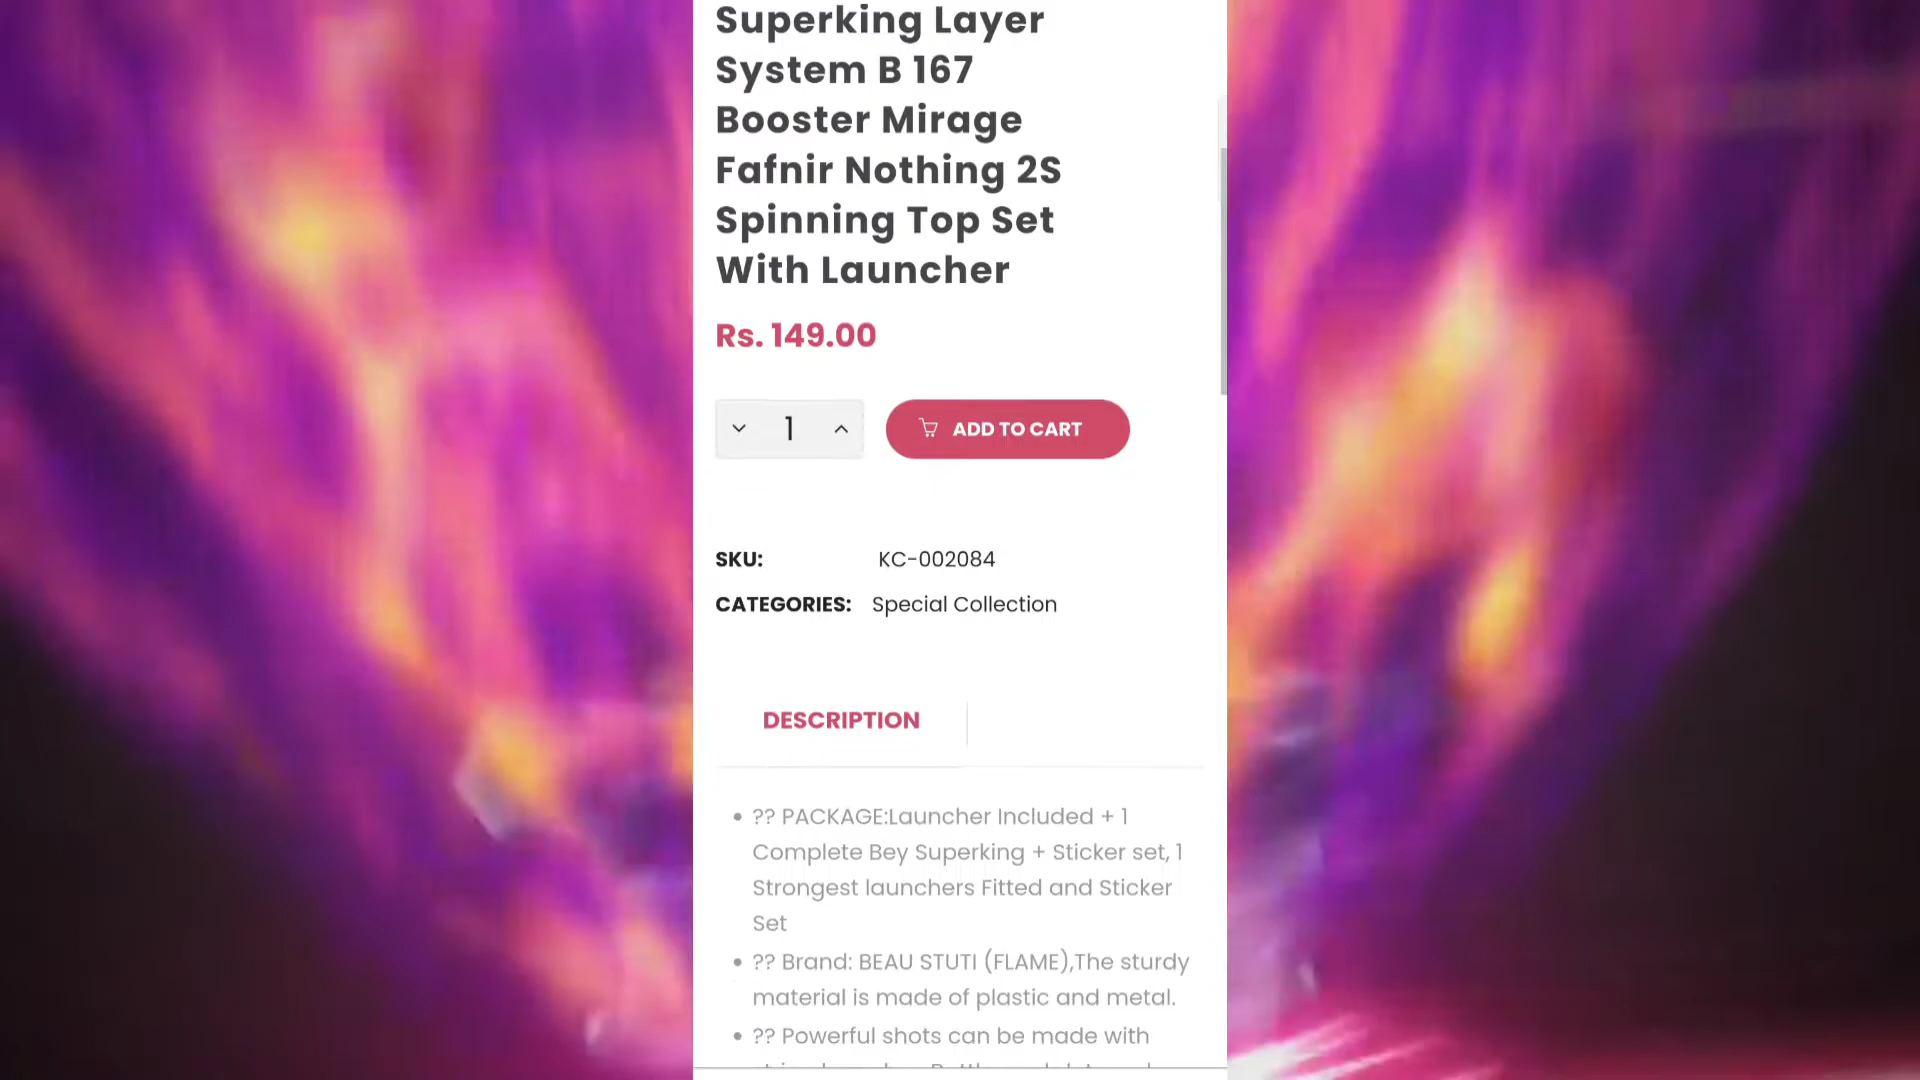 Superking Layer
System B 167
Booster Mirage
Fafnir Nothing 2S
Spinning Top Set
With Launcher
Rs. 149.00
1
ADD TO CART
SKU: KC-002084
CATEGORIES: Special Collection
DESCRIPTION
• ?? PACKAGE:Launcher Included + 1
Complete Bey Superking + Sticker set, 1
Strongest launchers Fitted and Sticker
Set
• ?? Brand: BEAU STUTI (FLAME),The sturdy
material is made of plastic and metal.
• ?? Powerful shots can be made with